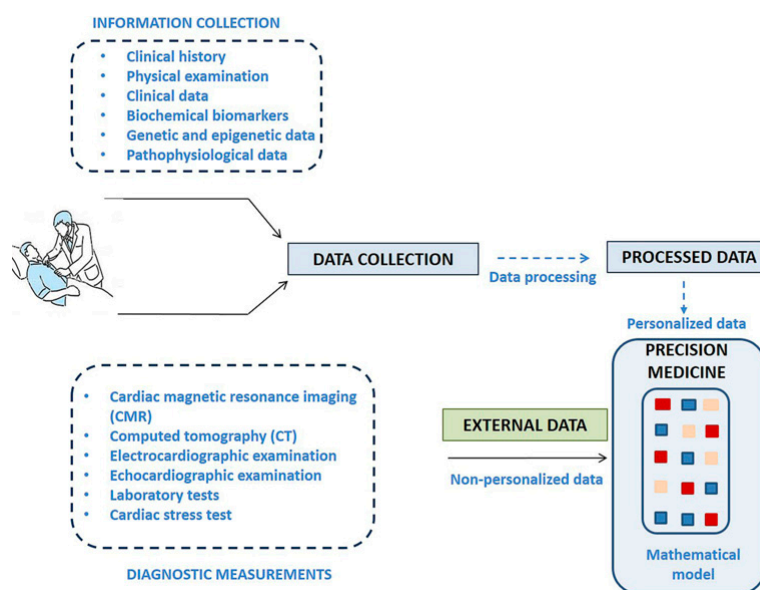 INFORMATION COLLECTION
• Clinical history
• Physical examination
• Clinical data
• Biochemical biomarkers
• Genetic and epigenetic data
• Pathophysiological data
DATA COLLECTION
Data processing
PROCESSED DATA
Personalized data
PRECISION
MEDICINE
• Cardiac magnetic resonance imaging
(CMR)
• Computed tomography (CT)
• Electrocardiographic examination
• Echocardiographic examination
• Laboratory tests
• Cardiac stress test
DIAGNOSTIC MEASUREMENTS
EXTERNAL DATA
Non-personalized data
Mathematical
model